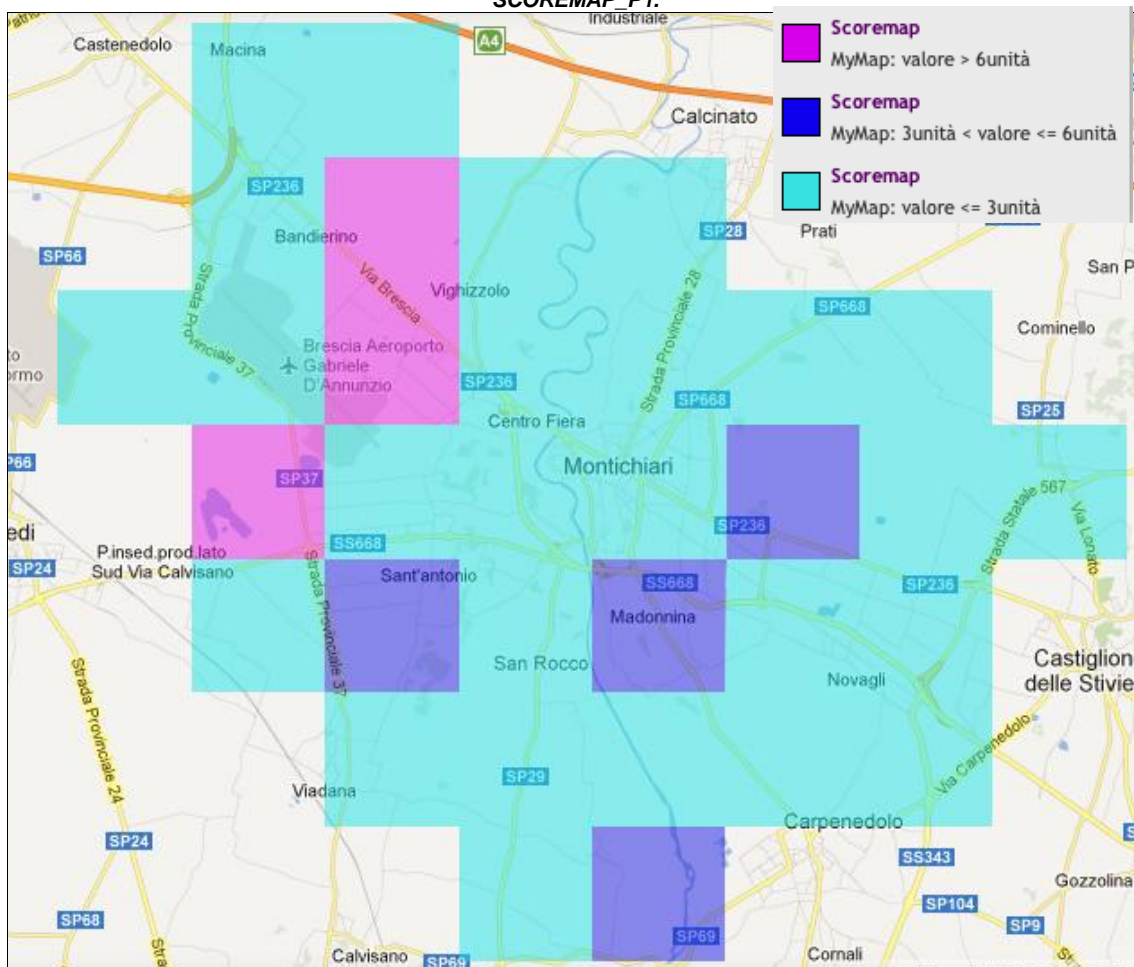 SCOREMAP_P1.
Industriale
Scoremap
MyMap: valore > 6unità
Scoremap
MyMap: 3unità < valore <= 6unità
Scoremap
MyMap: valore <= 3unità
Castenedolo
Macina
A4
Calcinato
SP236
Bandierino
SP28
Prati
SP66
Via Brescia
Vighizzolo
San P
Strada Provinciale 37
Strada Provinciale 28
SP668
Cominello
Brescia Aeroporto
Gabriele
D'Annunzio
SP236
SP668
SP25
Centro Fiera
Montichiari
SP37
SP236
Strada Statale 567
Via Lonato
edi
SP24
P.insed.prod.lato
Sud Via Calvisano
SS668
Sant'antonio
SS668
SP236
Madonnina
Strada Provinciale 37
San Rocco
Novagli
Castiglion
delle Stivie
Strada Provinciale 24
SP29
Via Carpenedolo
Viadana
Carpenedolo
SP24
SS343
Gozzolina
SP104
SP9
SP68
SP69
Calvisano
SP69
Cornali